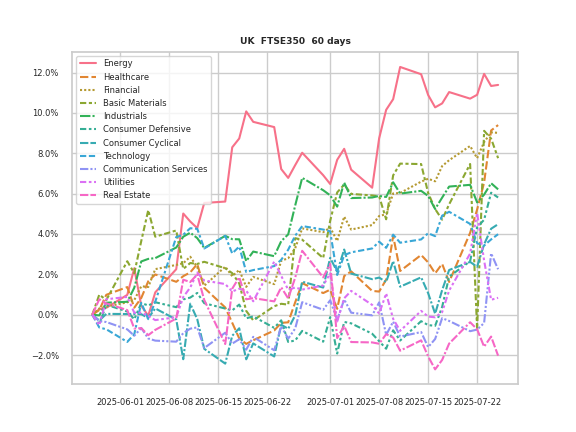 UK  FTSE350  60 days
12.0%
10.0%
8.0%
6.0%
4.0%
2.0%
0.0%
−2.0%
Energy
Healthcare
Financial
Basic Materials
Industrials
Consumer Defensive
Consumer Cyclical
Technology
Communication Services
Utilities
Real Estate
2025-06-01 2025-06-08 2025-06-15 2025-06-22 2025-07-01 2025-07-08 2025-07-15 2025-07-22